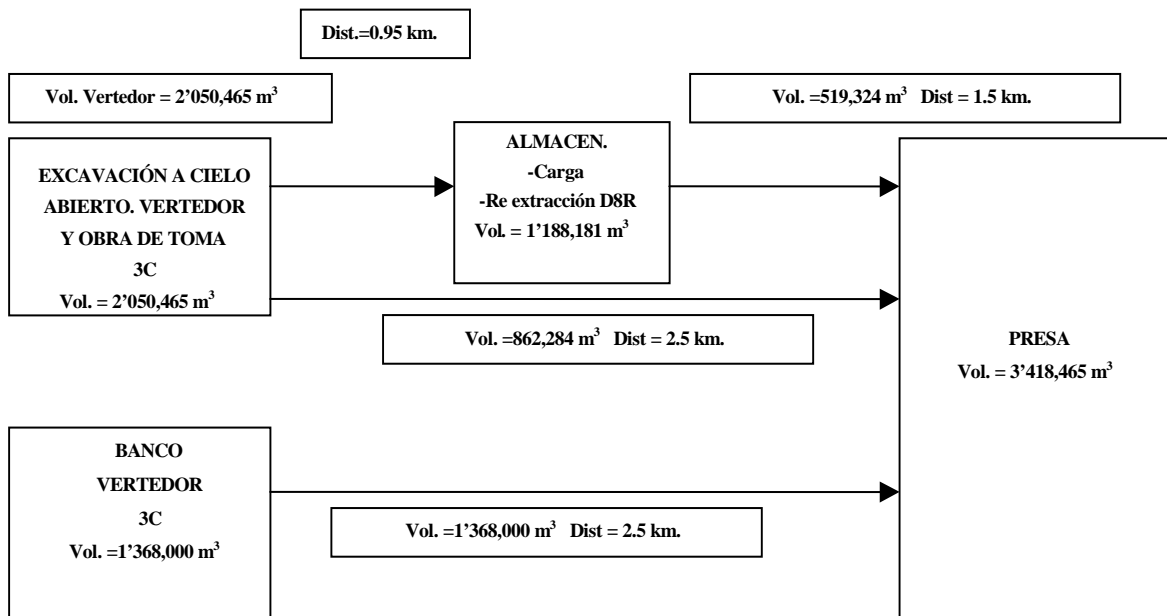 Dist.=0.95 km.
Vol. Vertedor = 2’050,465 m³
Vol. =519,324 m³ Dist = 1.5 km.
EXCAVACIÓN A CIELO
ABIERTO. VERTEDOR
Y OBRA DE TOMA
3C
Vol. = 2’050,465 m³
ALMACEN.
-Carga
-Re extracción D8R
Vol. = 1’188,181 m³
Vol. =862,284 m³ Dist = 2.5 km.
PRESA
Vol. = 3’418,465 m³
BANCO
VERTEDOR
3C
Vol. =1’368,000 m³
Vol. =1’368,000 m³ Dist = 2.5 km.